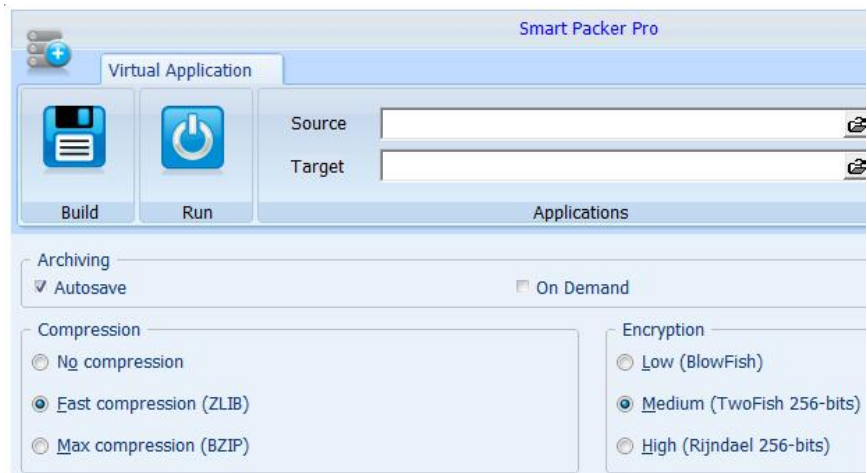 Smart Packer Pro
Virtual Application
Source
Target
Build
Run
Applications
Archiving
Autosave
On Demand
Compression
No compression
Fast compression (ZLIB)
Max compression (BZIP)
Encryption
Low (BlowFish)
Medium (TwoFish 256-bits)
High (Rijndael 256-bits)